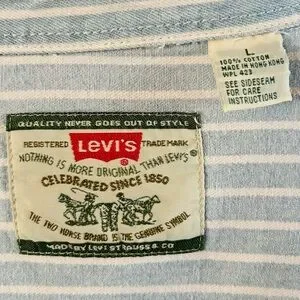 L
100% COTTON
MADE IN HONG KONG
WPL 423
SEE SIDESEAM
FOR CARE
INSTRUCTIONS
QUALITY NEVER GOES OUT OF STYLE
REGISTERED LEVI'S TRADEMARK
NOTHING IS MORE ORIGINAL THAN LEVI'S
CELEBRATED SINCE 1850
THE TWO HORSE BRAND IS THE GENUINE SYMBOL
MADE BY LEVI STRAUSS & CO